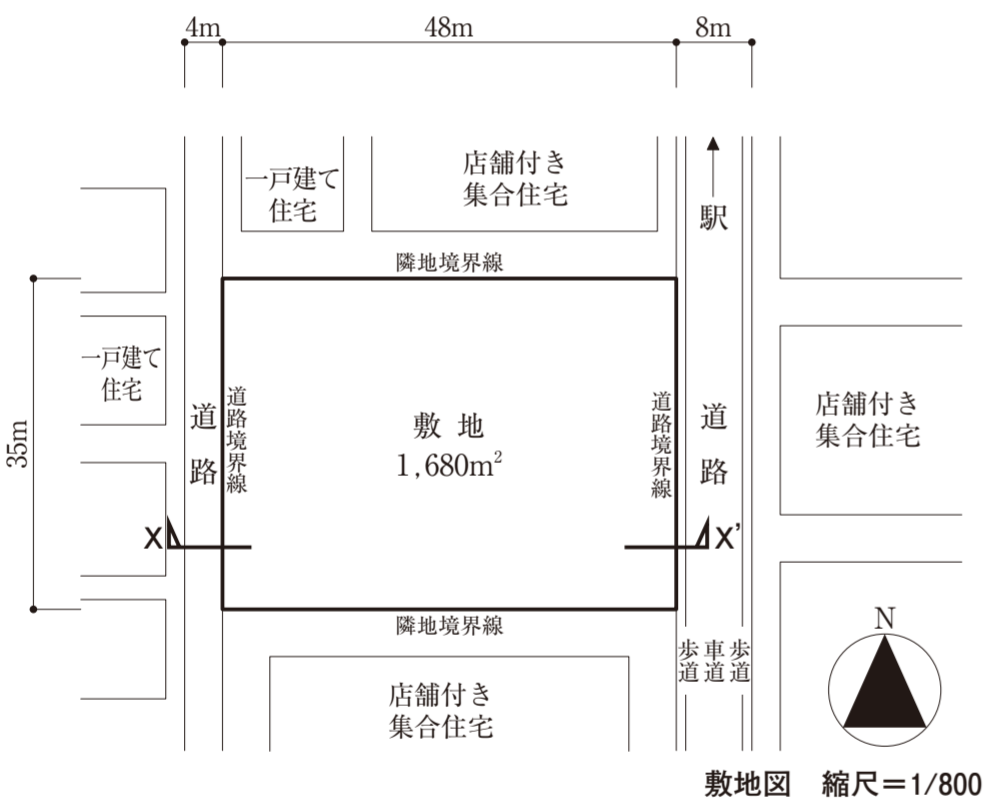 4m
48m
8m
一戸建て
住宅
店舗付き
集合住宅
駅
隣地境界線
35m
一戸建て
住宅
道路
道路境界線
敷 地
1,680m²
道路境界線
道路
店舗付き
集合住宅
X
X'
隣地境界線
店舗付き
集合住宅
歩道
車道
歩道
N
敷地図 縮尺=1/800